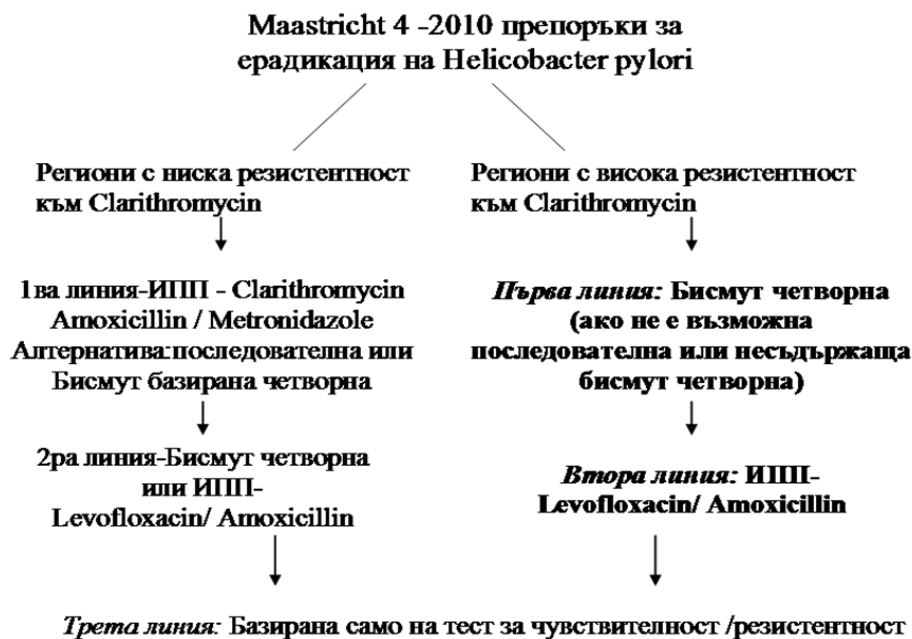 Maastricht 4 -2010 препоръки за
ерадикация на Helicobacter pylori
Региони с ниска резистентност
към Clarithromycin
1ва линия-ИПП - Clarithromycin
Amoxicillin / Metronidazole
Алтернатива:последователна или
Бисмут базирана четворна
2ра линия-Бисмут четворна
или ИПП-
Levofloxacin/ Amoxicillin
Региони с висока резистентност
към Clarithromycin
Първа линия: Бисмут четворна
(ако не е възможна
последователна или несъдържаща
бисмут четворна)
Втора линия: ИПП-
Levofloxacin/ Amoxicillin
Трета линия: Базирана само на тест за чувствителност /резистентност